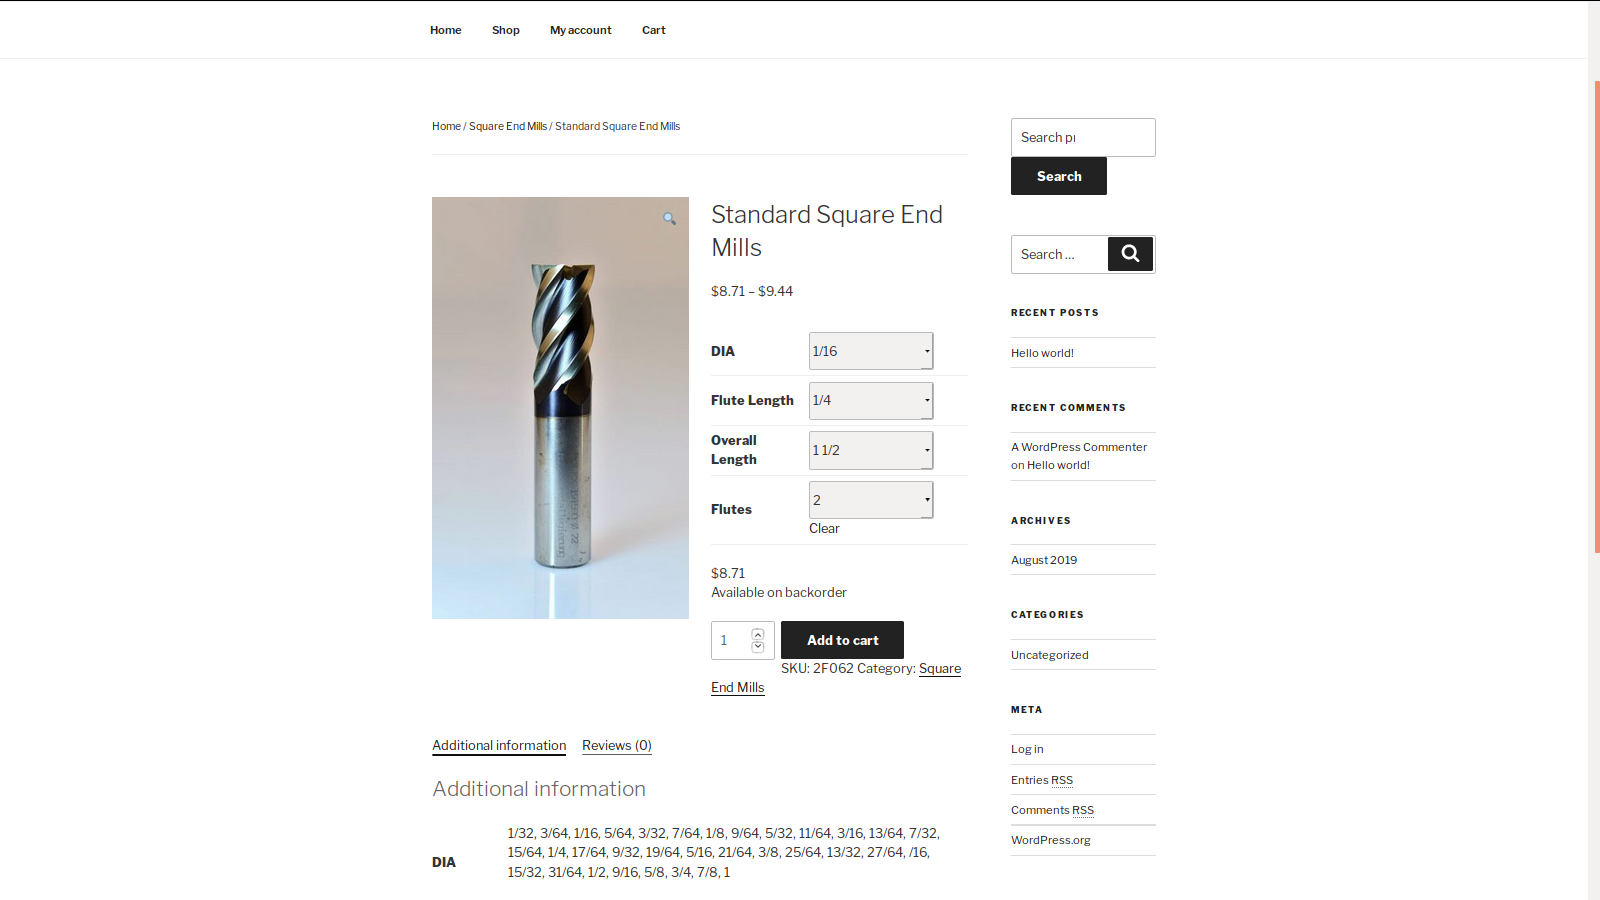 Home Shop My account Cart
Home / Square End Mills / Standard Square End Mills
Standard Square End
Mills
$8.71 – $9.44
DIA 1/16
Flute Length 1/4
Overall
Length 1 1/2
Flutes 2
Clear
$8.71
Available on backorder
1 Add to cart
SKU: 2F062 Category: Square
End Mills
Additional information Reviews (0)
Additional information
DIA
1/32, 3/64, 1/16, 5/64, 3/32, 7/64, 1/8, 9/64, 5/32, 11/64, 3/16, 13/64, 7/32,
15/64, 1/4, 17/64, 9/32, 19/64, 5/16, 21/64, 3/8, 25/64, 13/32, 27/64, /16,
15/32, 31/64, 1/2, 9/16, 5/8, 3/4, 7/8, 1
Search
Search
Search ...
RECENT POSTS
Hello world!
RECENT COMMENTS
A WordPress Commenter
on Hello world!
ARCHIVES
August 2019
CATEGORIES
Uncategorized
META
Log in
Entries RSS
Comments RSS
WordPress.org